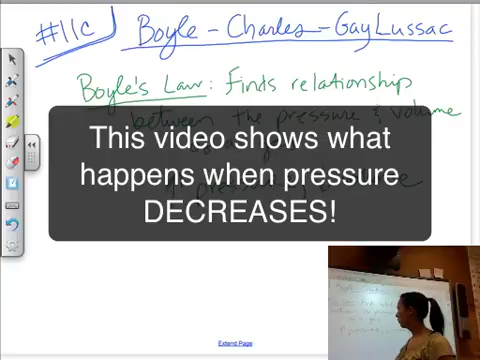 #11c Boyle - Charles - Gay Lussac
Boyle's Law: Finds relationship
between the pressure & volume
This video shows what
happens when pressure
DECREASES!
Extend Page